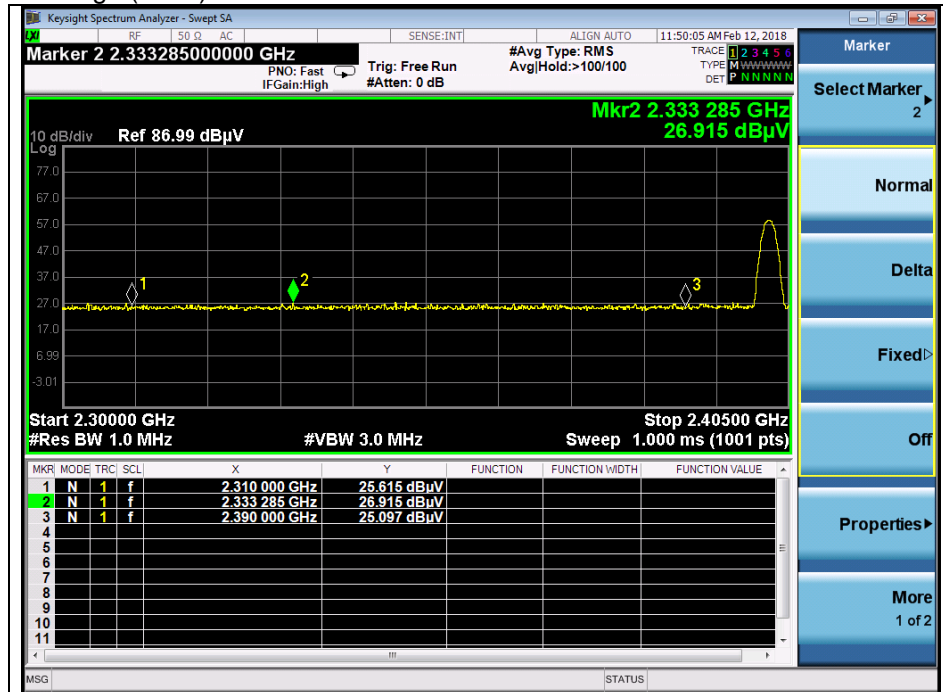 Keysight Spectrum Analyzer - Swept SA
LXI RF 50 Ω AC SENSE:INT ALIGN AUTO 11:50:05 AM Feb 12, 2018
Marker 2 2.333285000000 GHz
PNO: Fast
IFGain:High
Trig: Free Run
#Atten: 0 dB
#Avg Type: RMS
Avg|Hold:>100/100
TRACE 1 2 3 4 5 6
TYPE M W W W W W
DET P N N N N N
Mkr2 2.333 285 GHz
26.915 dBµV
10 dB/div
Log
Ref 86.99 dBµV
77.0
67.0
57.0
47.0
37.0
27.0
17.0
6.99
-3.01
1
2
3
Start 2.30000 GHz
Stop 2.40500 GHz
#Res BW 1.0 MHz
#VBW 3.0 MHz
Sweep 1.000 ms (1001 pts)
MKR MODE TRC SCL X Y FUNCTION FUNCTION WIDTH FUNCTION VALUE
1 N 1 f 2.310 000 GHz 25.615 dBµV
2 N 1 f 2.333 285 GHz 26.915 dBµV
3 N 1 f 2.390 000 GHz 25.097 dBµV
4
5
6
7
8
9
10
11
MSG
STATUS
Marker
Select Marker
2
Normal
Delta
Fixed
Off
Properties
More
1 of 2